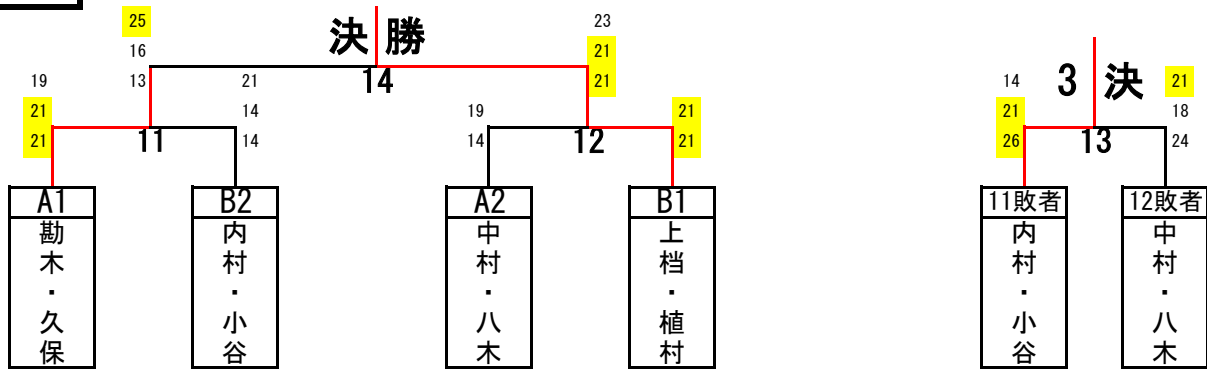 25 決勝 23
16 21
19 13 21 14 21 14 3決 21
21 14 19 21 21 18
21 11 14 14 12 21 26 13 24
A1 B2 A2 B1 11敗者 12敗者
勘木・久保
内村・小谷
中村・八木
上档・植村
内村・小谷
中村・八木